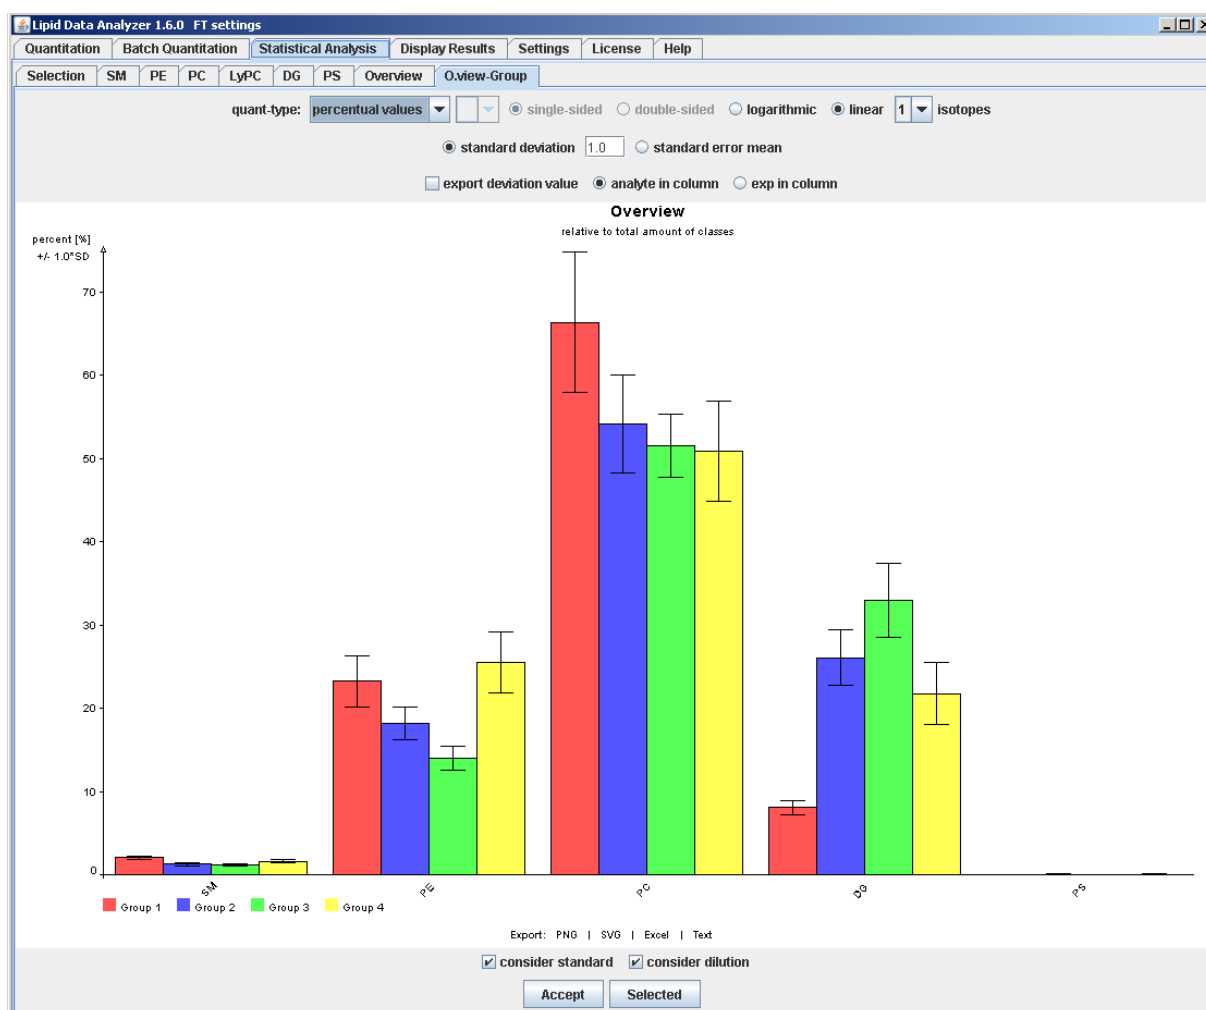 Lipid Data Analyzer 1.6.0   FT settings
Quantitation Batch Quantitation Statistical Analysis Display Results Settings License Help
Selection SM PE PC LyPC DG PS Overview O.view-Group
quant-type: percentual values single-sided double-sided logarithmic linear 1 isotopes
standard deviation 1.0 standard error mean
export deviation value analyte in column exp in column
Overview
relative to total amount of classes
percent [%]
+/- 1.0*SD
70
60
50
40
30
20
10
0
SM PE PC DG PS
Group 1 Group 2 Group 3 Group 4
Export: PNG | SVG | Excel | Text
consider standard consider dilution
Accept Selected